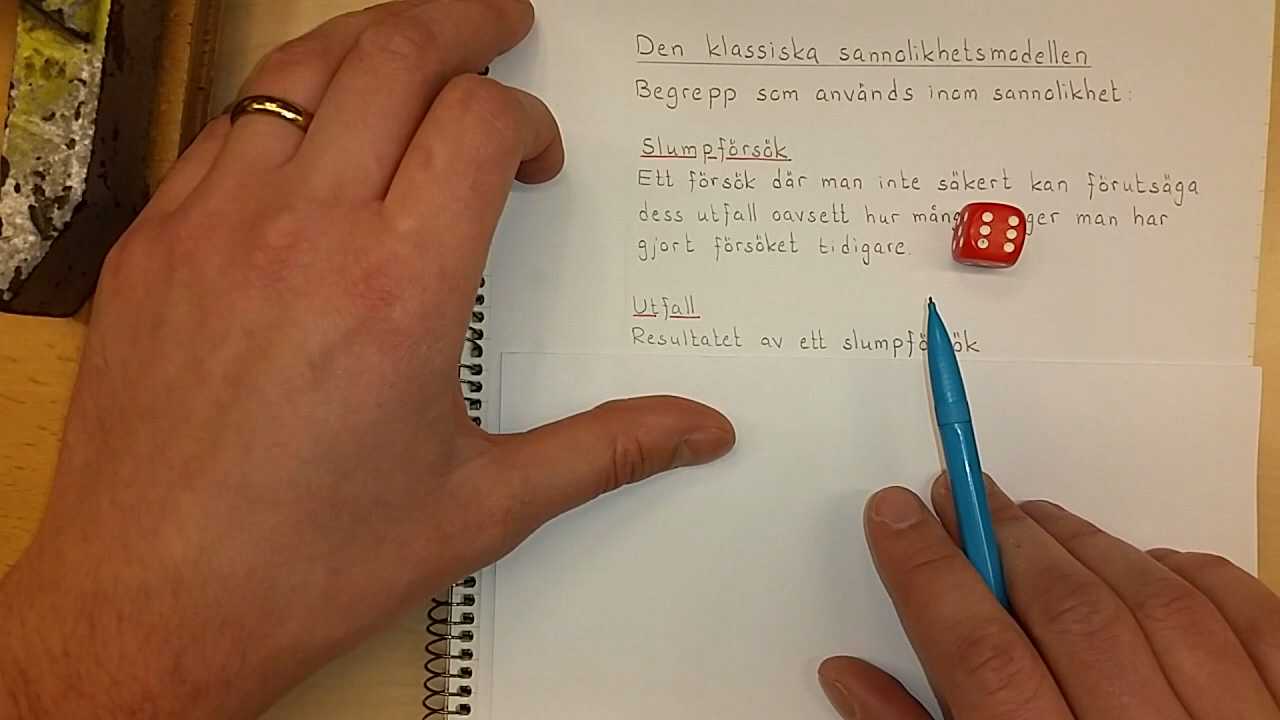 Den klassiska sannolikhetsmodellen
Begrepp som används inom sannolikhet:
Slumpförsök
Ett försök där man inte säkert kan förutsäga
dess utfall oavsett hur man har
gjort försöket tidigare.
Utfall
Resultatet av ett slumpförsök